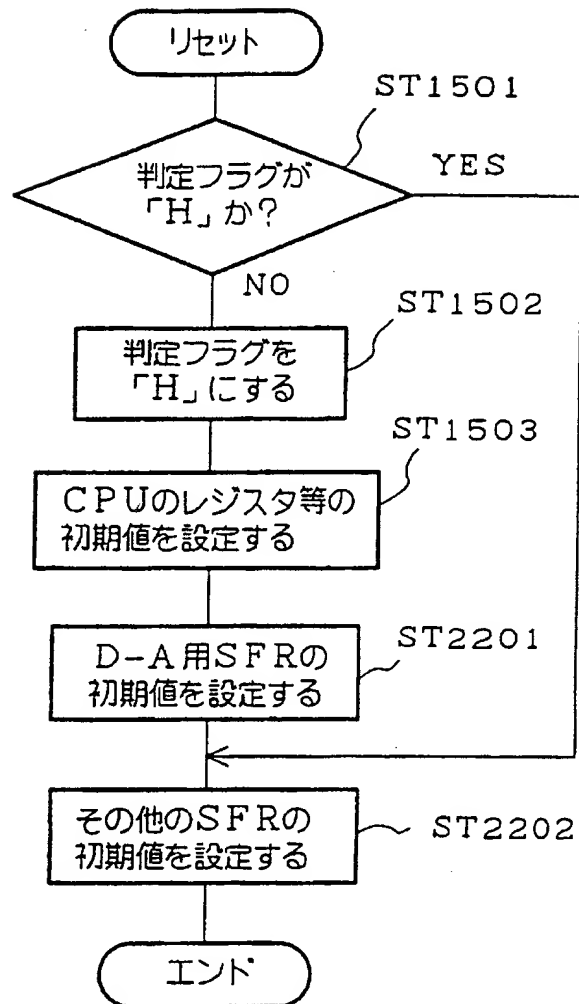 リセット
ST1501
判定フラグが
「H」か?
YES
NO
ST1502
判定フラグを
「H」にする
ST1503
CPUのレジスタ等の
初期値を設定する
ST2201
D-A用SFRの
初期値を設定する
その他のSFRの
初期値を設定する
ST2202
エンド